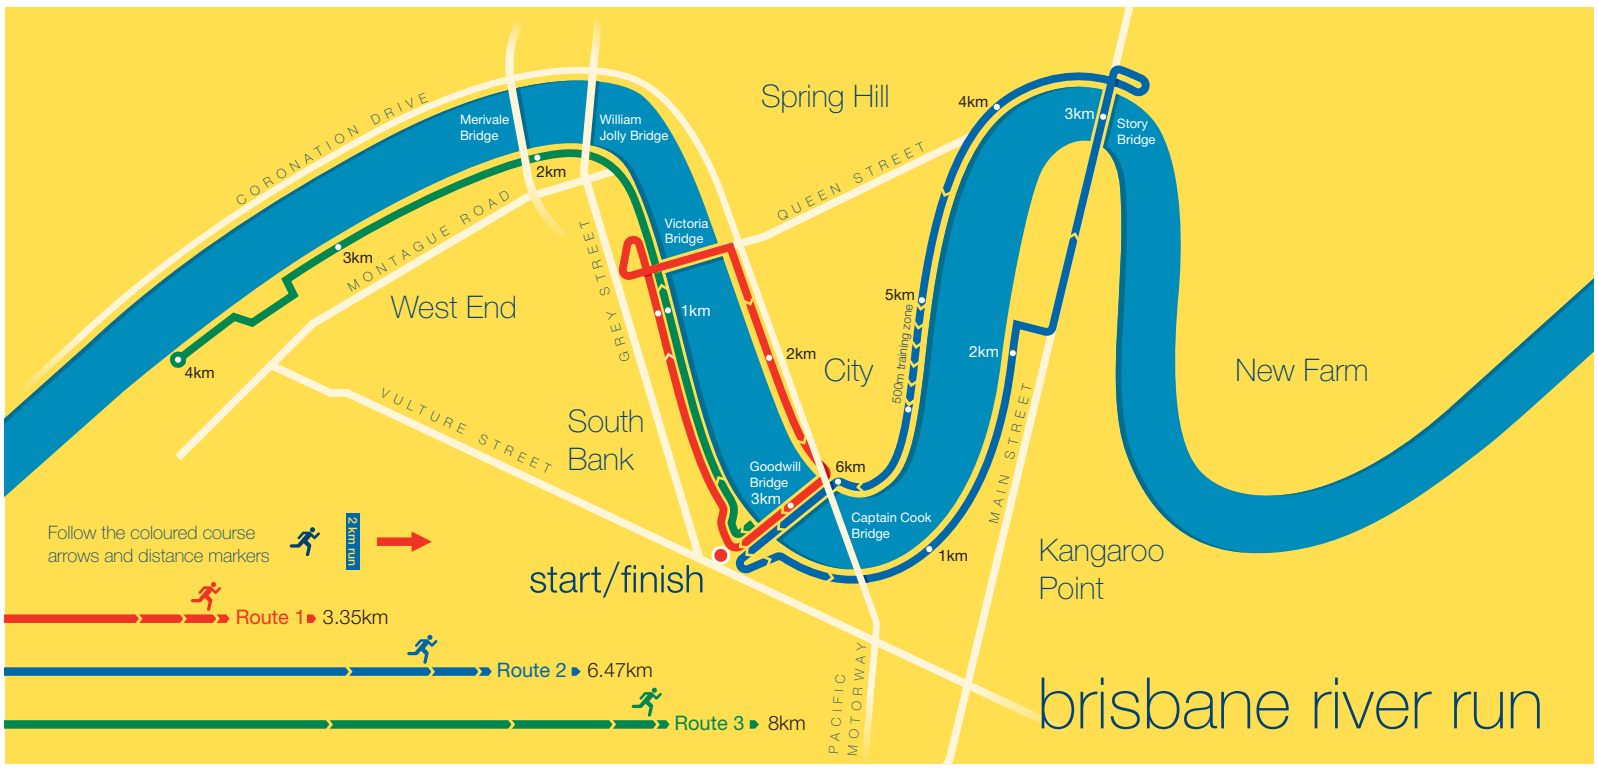 CORONATION DRIVE
Merivale
Bridge
William
Jolly Bridge
Spring Hill
4km
3km
Story
Bridge
2km
QUEEN STREET
MONTAGUE ROAD
Victoria
Bridge
GREY STREET
3km
West End
1km
5km
500m training zone
2km
City
2km
4km
New Farm
VULTURE STREET
South
Bank
MAIN STREET
Goodwill
Bridge
3km
6km
Captain Cook
Bridge
1km
Kangaroo
Point
Follow the coloured course
arrows and distance markers
2 km run
start/finish
Route 1 3.35km
Route 2 6.47km
Route 3 8km
PACIFIC
MOTORWAY
brisbane river run